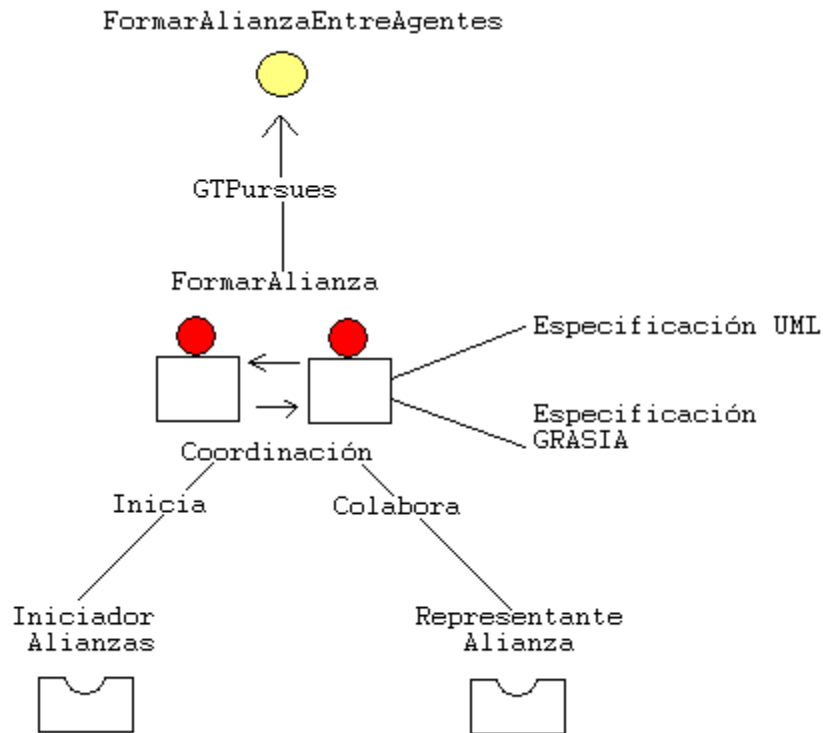 FormarAlianzaEntreAgentes
GTPursues
FormarAlianza
Especificación UML
Especificación
GRASIA
Coordinación
Inicia
Colabora
Iniciador
Alianzas
Representante
Alianza